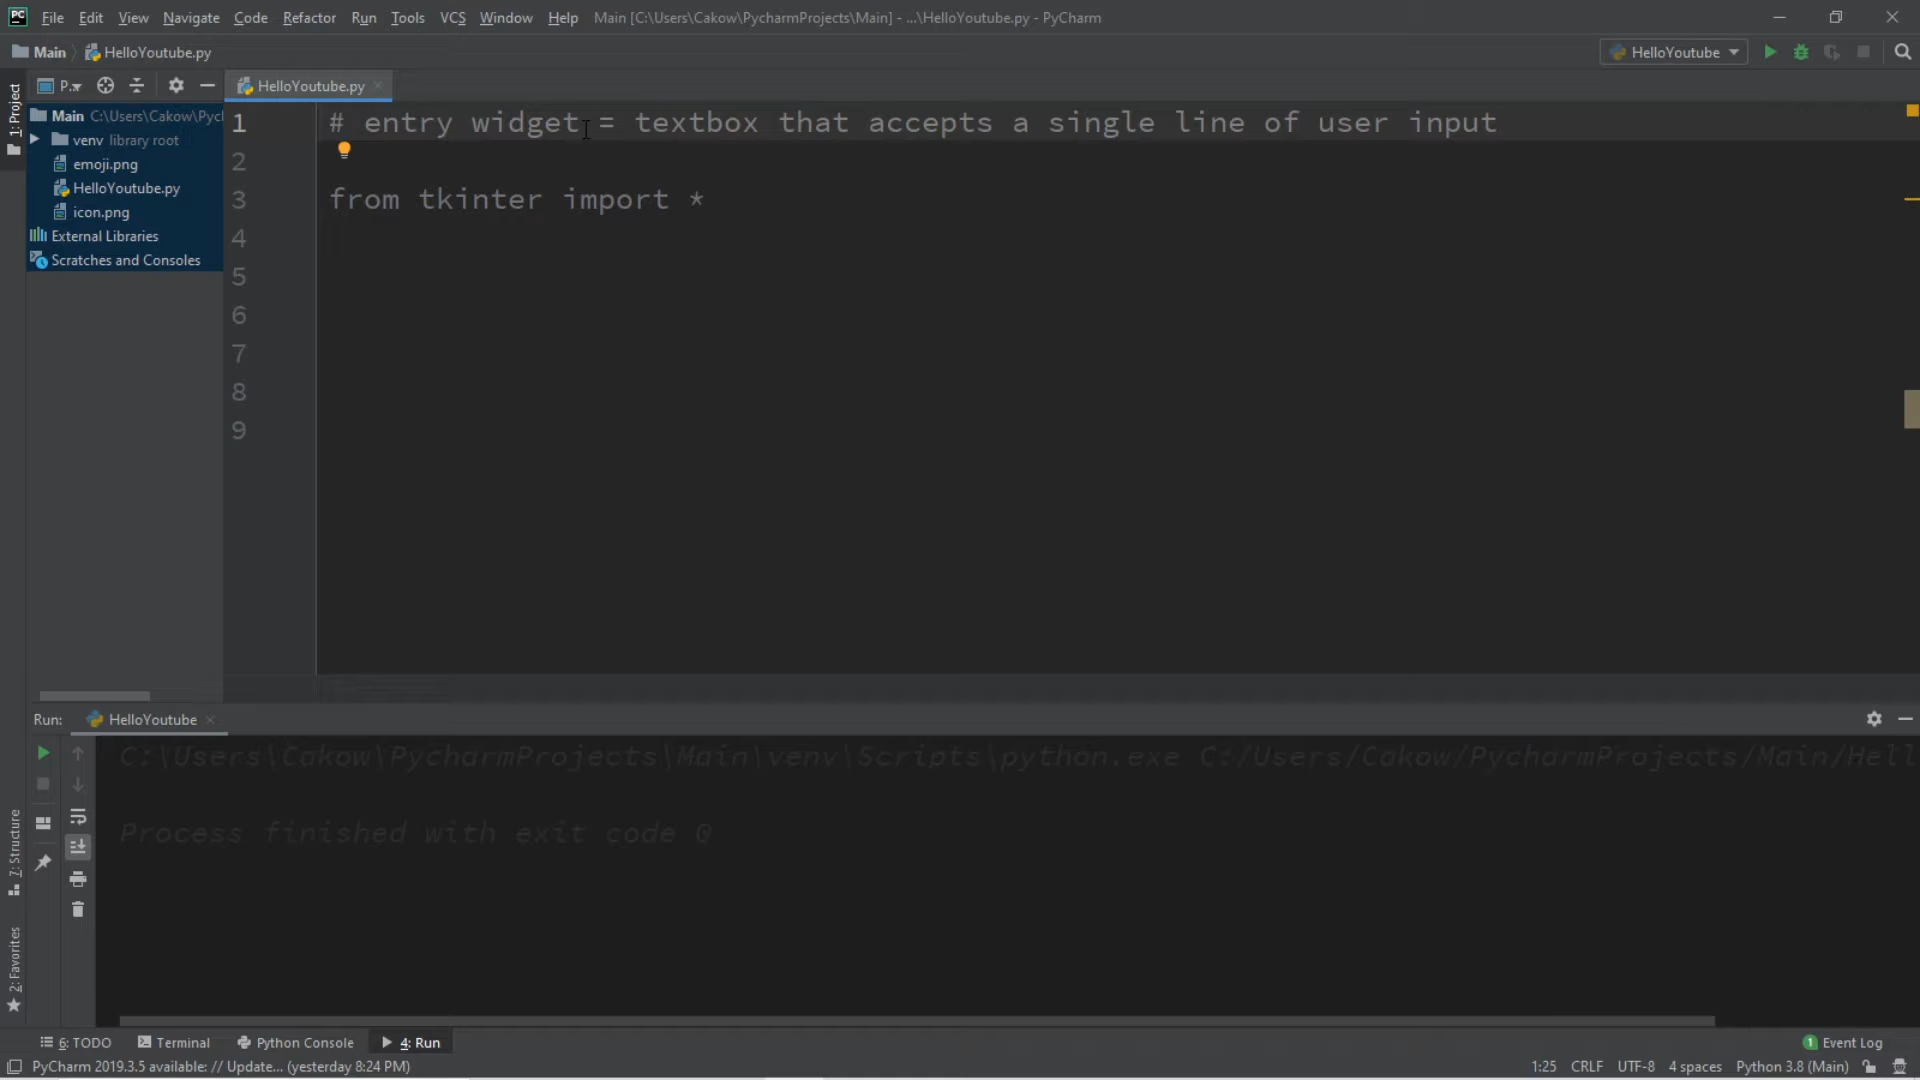 PC File Edit View Navigate Code Refactor Run Tools VCS Window Help Main [C:\Users\Cakow\PycharmProjects\Main] - ...\HelloYoutube.py - PyCharm
Main HelloYoutube.py HelloYoutube
1: Project
P..
HelloYoutube.py
Main C:\Users\Cakow\Pycl
venv library root
emoji.png
HelloYoutube.py
icon.png
External Libraries
Scratches and Consoles
1 # entry widget = textbox that accepts a single line of user input
2
3 from tkinter import *
4
5
6
7
8
9
Run: HelloYoutube
C:\Users\Cakow\PycharmProjects\Main\venv\Scripts\python.exe C:/Users/Cakow/PycharmProjects/Main/Hell
Process finished with exit code 0
7: Structure
2: Favorites
6: TODO Terminal Python Console 4: Run 1 Event Log
PyCharm 2019.3.5 available: // Update... (yesterday 8:24 PM) 1:25 CRLF UTF-8 4 spaces Python 3.8 (Main)